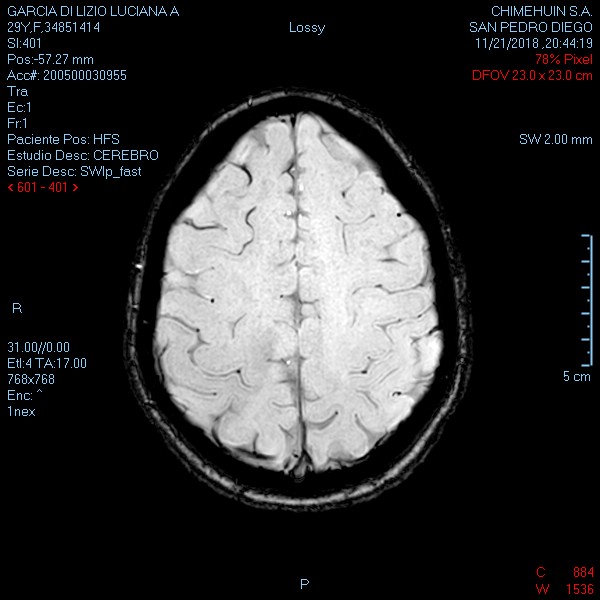 GARCIA DI LIZIO LUCIANA A
29Y,F,34851414
Sl:401
Pos:-57.27 mm
Acc#: 200500030955
Tra
Ec:1
Fr:1
Paciente Pos: HFS
Estudio Desc: CEREBRO
Serie Desc: SWIp_fast
< 601 - 401 >
Lossy
CHIMEHUIN S.A.
SAN PEDRO DIEGO
11/21/2018 ,20:44:19
78% Pixel
DFOV 23.0 x 23.0 cm
SW 2.00 mm
R
31.00//0.00
Etl:4 TA:17.00
768x768
Enc: ^
1nex
5 cm
P
C 884
W 1536